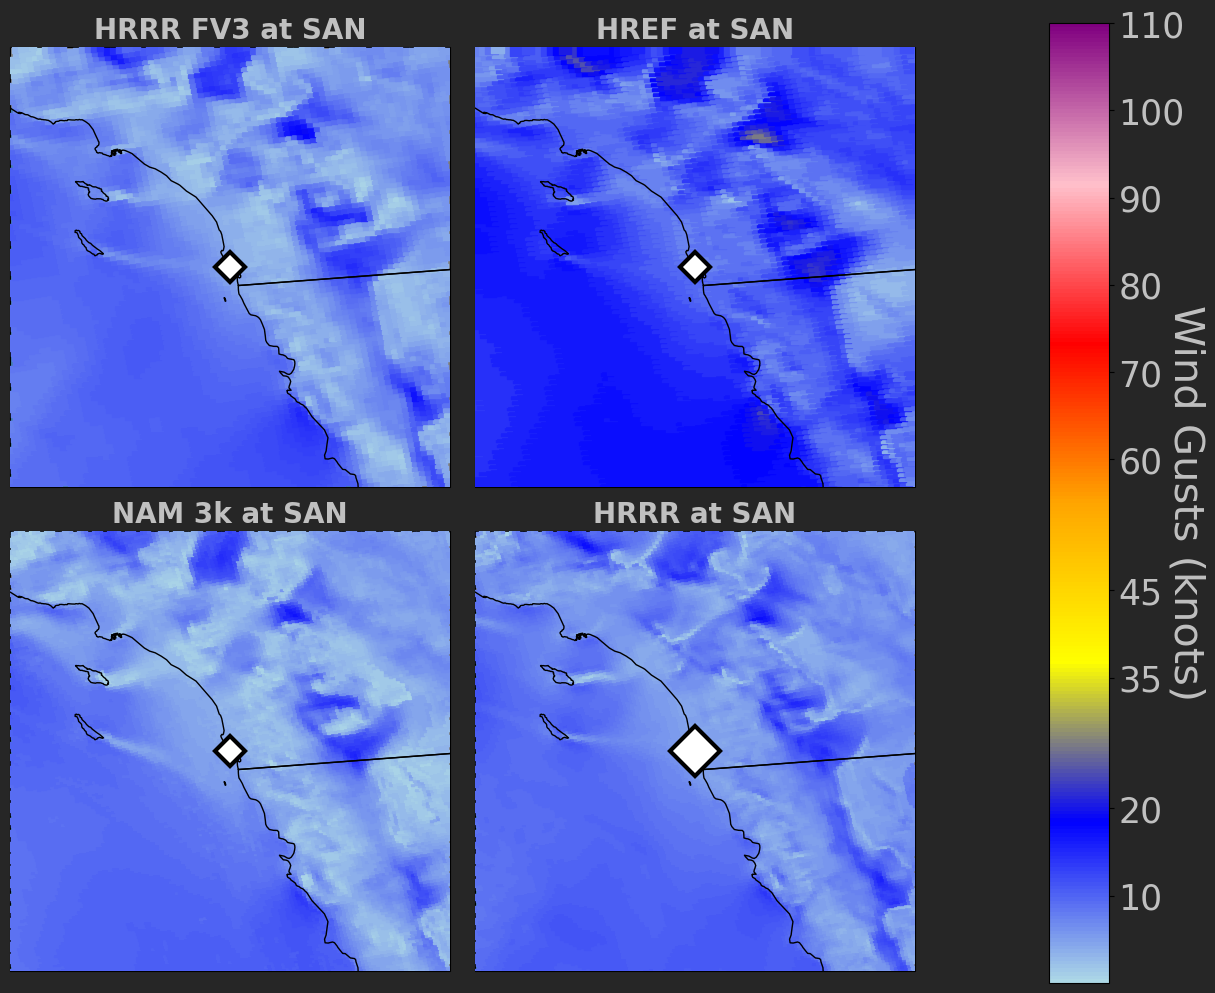 HRRR FV3 at SAN
HREF at SAN
NAM 3k at SAN
HRRR at SAN
110
100
90
80
70
60
45
35
20
10
Wind Gusts (knots)